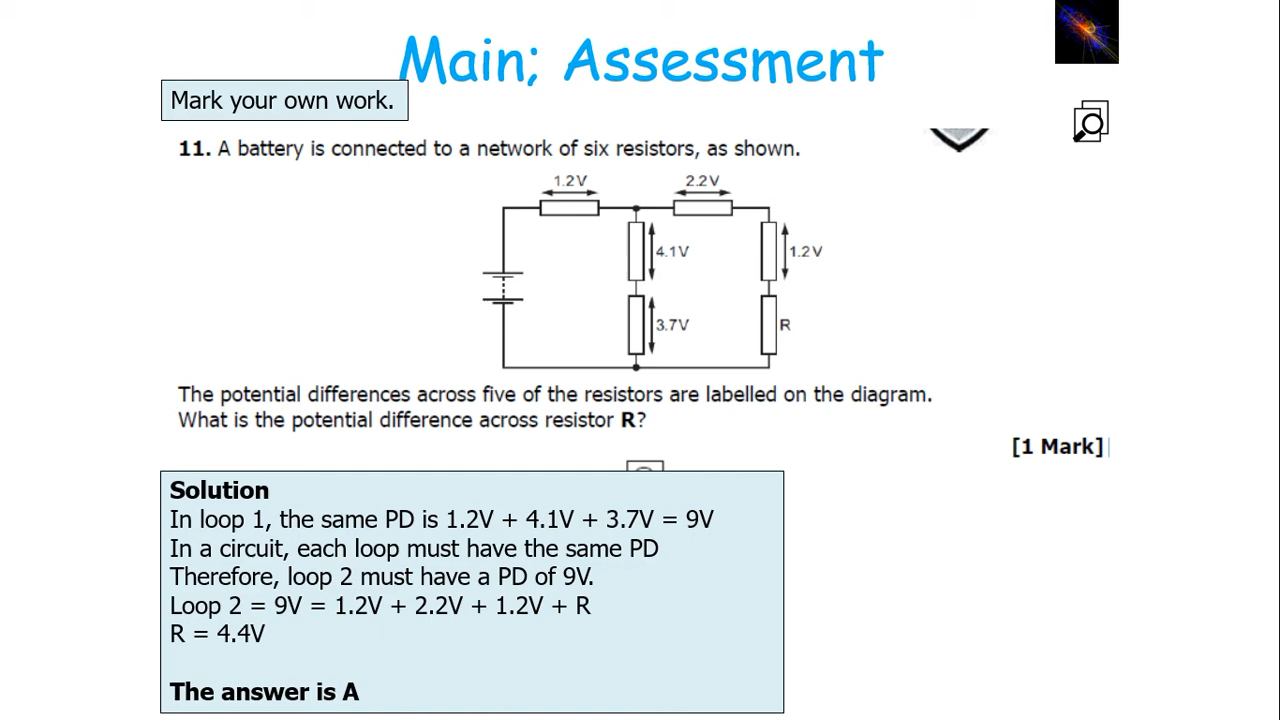 Main; Assessment
Mark your own work.
11. A battery is connected to a network of six resistors, as shown.
1.2V
2.2V
4.1V
1.2V
3.7V
R
The potential differences across five of the resistors are labelled on the diagram.
What is the potential difference across resistor R?
[1 Mark]
Solution
In loop 1, the same PD is 1.2V + 4.1V + 3.7V = 9V
In a circuit, each loop must have the same PD
Therefore, loop 2 must have a PD of 9V.
Loop 2 = 9V = 1.2V + 2.2V + 1.2V + R
R = 4.4V
The answer is A